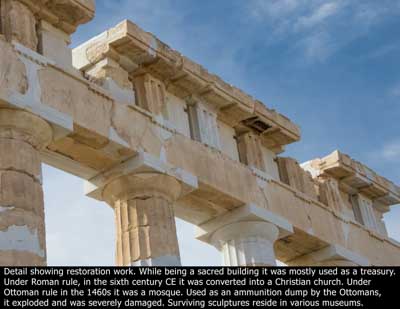 Detail showing restoration work. While being a sacred building it was mostly used as a treasury.
Under Roman rule, in the sixth century CE it was converted into a Christian church. Under
Ottoman rule in the 1460s it was a mosque. Used as an ammunition dump by the Ottomans,
it exploded and was severely damaged. Surviving sculptures reside in various museums.